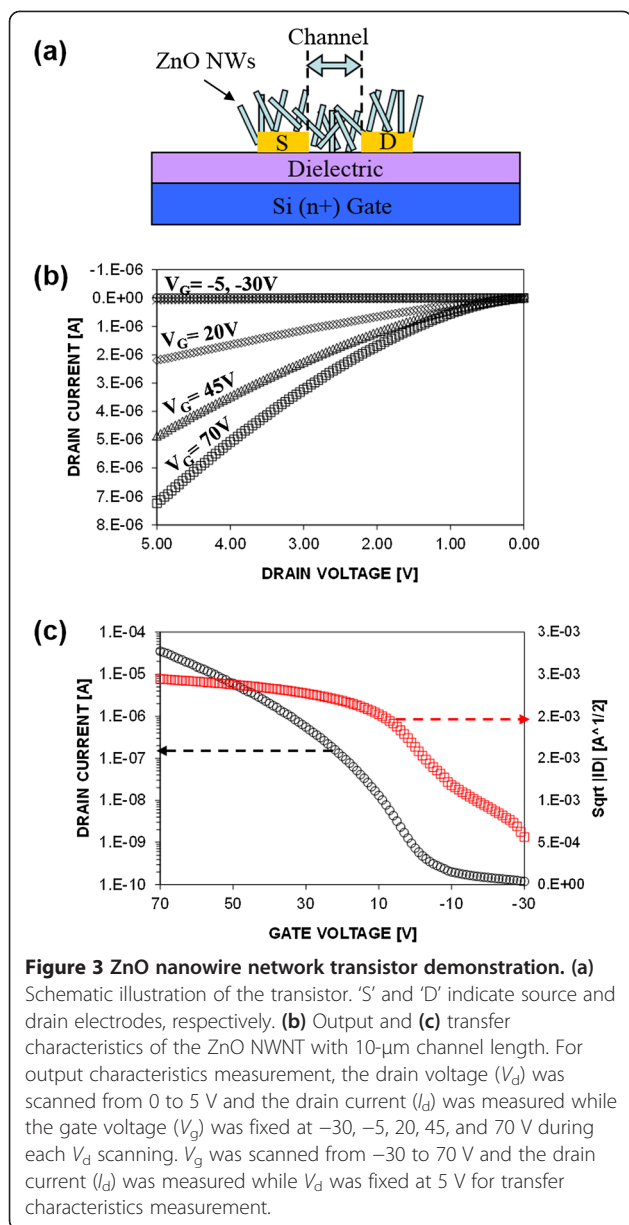 (a)
Channel
ZnO NWs
S
D
Dielectric
Si (n+) Gate
(b)
DRAIN CURRENT [A]
-1.E-06
0.E+00
1.E-06
2.E-06
3.E-06
4.E-06
5.E-06
6.E-06
7.E-06
8.E-06
VG= -5, -30V
VG= 20V
VG= 45V
VG= 70V
5.00 4.00 3.00 2.00 1.00 0.00
DRAIN VOLTAGE [V]
(c)
DRAIN CURRENT [A]
1.E-04
1.E-05
1.E-06
1.E-07
1.E-08
1.E-09
1.E-10
3.E-03
3.E-03
2.E-03
2.E-03
1.E-03
5.E-04
0.E+00
Sqrt |ID| [A^1/2]
70 50 30 10 -10 -30
GATE VOLTAGE [V]
Figure 3 ZnO nanowire network transistor demonstration. (a)
Schematic illustration of the transistor. ‘S’ and ‘D’ indicate source and
drain electrodes, respectively. (b) Output and (c) transfer
characteristics of the ZnO NWNT with 10-μm channel length. For
output characteristics measurement, the drain voltage (Vd) was
scanned from 0 to 5 V and the drain current (Id) was measured while
the gate voltage (Vg) was fixed at −30, −5, 20, 45, and 70 V during
each Vd scanning. Vg was scanned from −30 to 70 V and the drain
current (Id) was measured while Vd was fixed at 5 V for transfer
characteristics measurement.